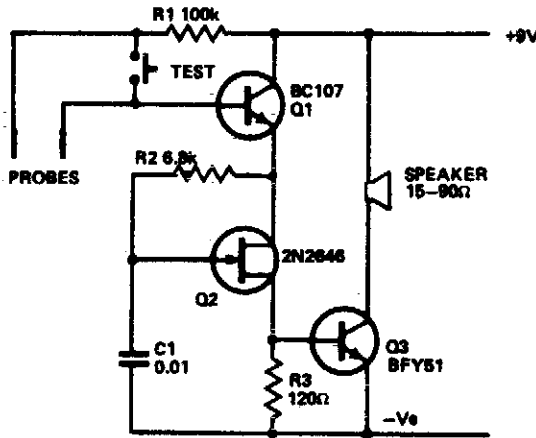 R1 100k
+9V
TEST
BC107
Q1
R2 6.8k
PROBES
SPEAKER
15–90Ω
2N2646
Q2
C1
0.01
Q3
BFY51
R3
120Ω
–Ve